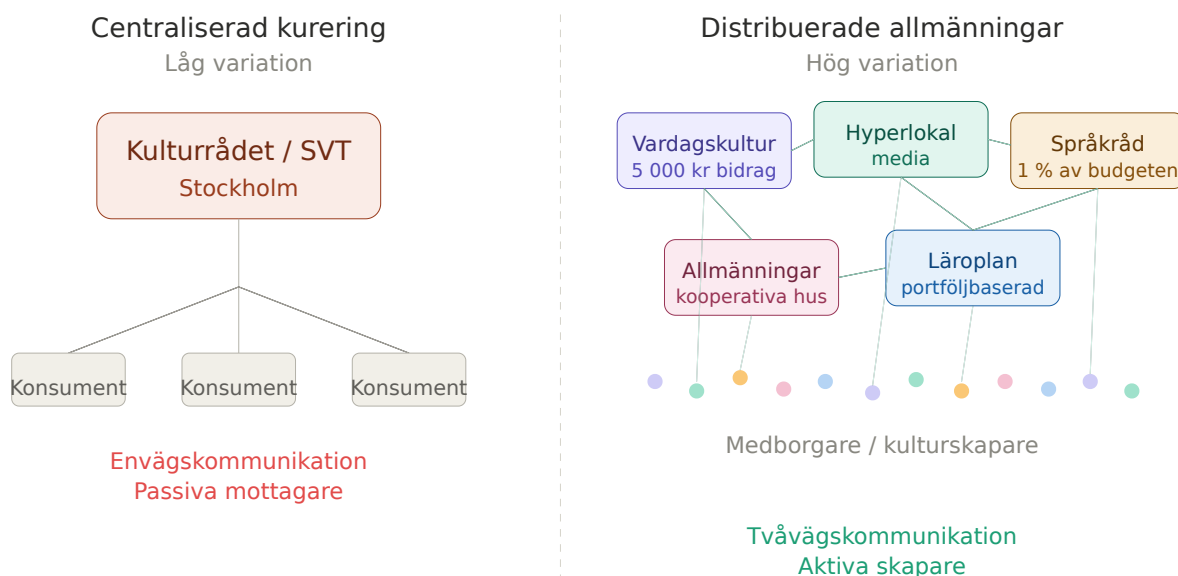 Centraliserad kurering
Låg variation
Kulturrådet / SVT
Stockholm
Konsument
Konsument
Konsument
Envägskommunikation
Passiva mottagare
Distribuerade allmänningar
Hög variation
Vardagskultur
5 000 kr bidrag
Hyperlokal
media
Språkråd
1 % av budgeten
Allmänningar
kooperativa hus
Läroplan
portföljbaserad
Medborgare / kulturskapare
Tvåvägskommunikation
Aktiva skapare